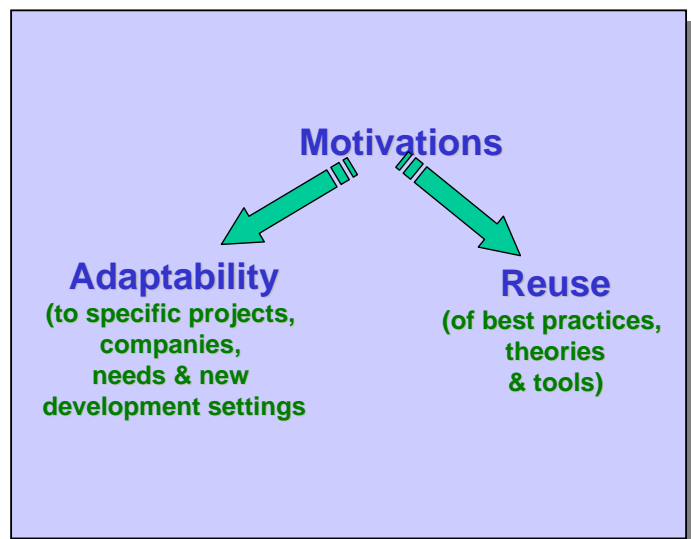 Motivations
Adaptability
(to specific projects,
companies,
needs & new
development settings
Reuse
(of best practices,
theories
& tools)